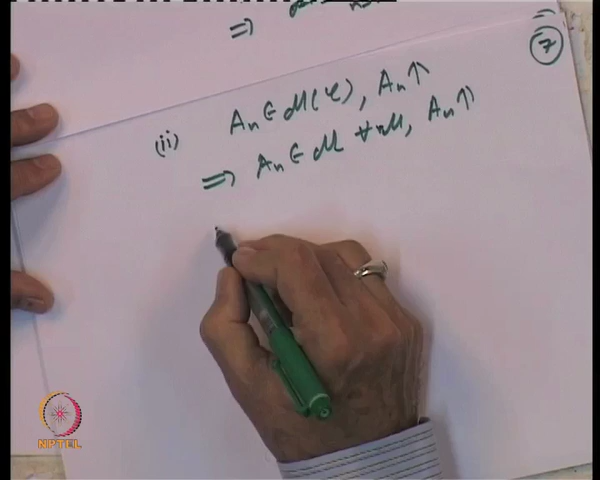 ⇒
7
(ii) Aₙ ∈ ℳ(𝒞), Aₙ ↑
⇒ Aₙ ∈ ℳ ∀ ℳ, Aₙ ↑
NPTEL